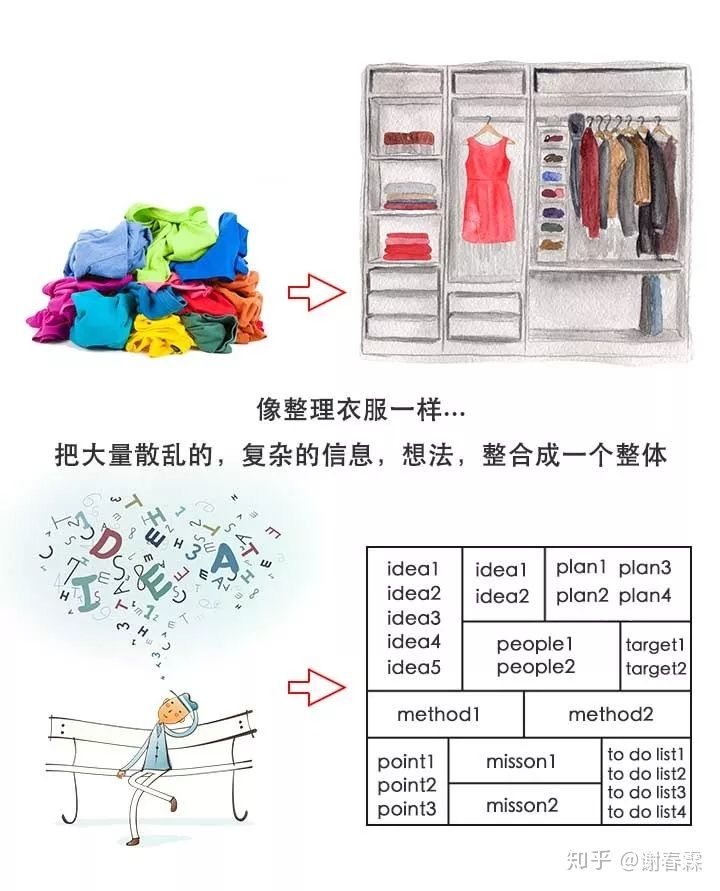 像整理衣服一样...
把大量散乱的，复杂的信息，想法，整合成一个整体
IDEA
idea1
idea2
idea3
idea4
idea5
idea1
idea2
plan1 plan3
plan2 plan4
people1
people2
target1
target2
method1
method2
point1
point2
point3
misson1
misson2
to do list1
to do list2
to do list3
to do list4
知乎 @谢春霖